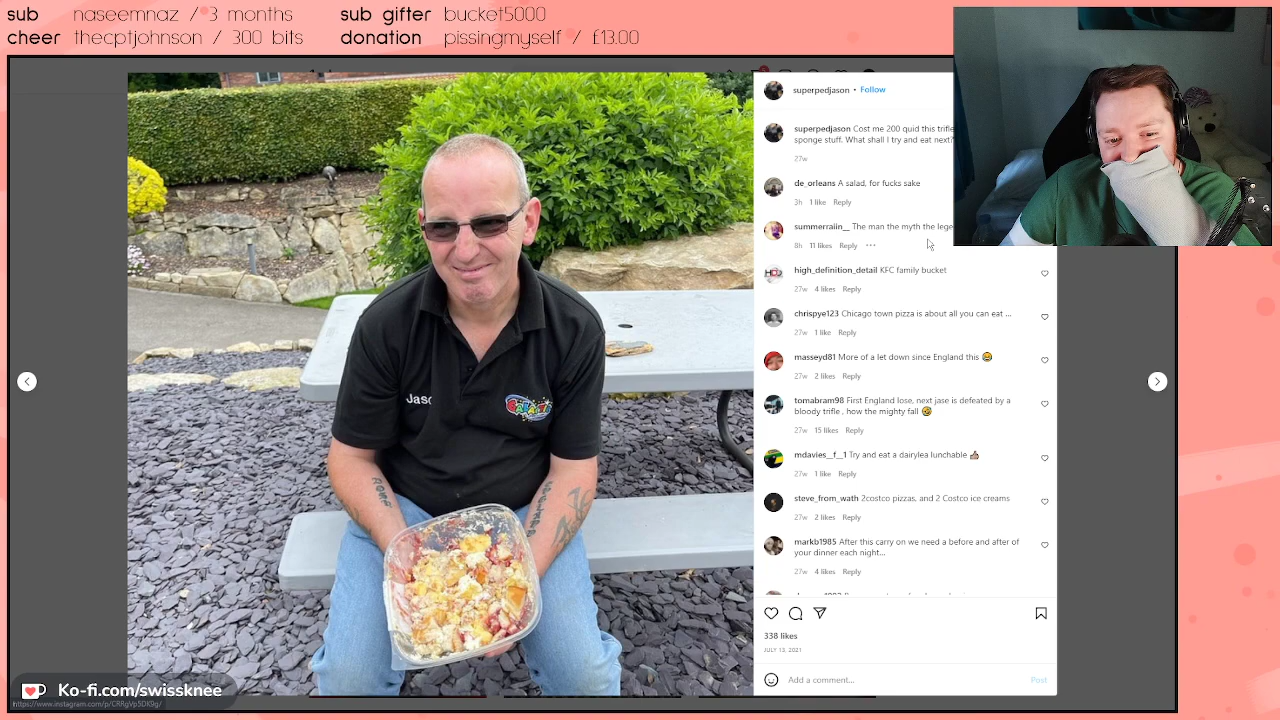 sub nemnaz / 3 months
sub gifter bucket5000
cheer thecptjohnson / 300 bits
donation pissingmyself / £13.00
superpedjason • Follow
superpedjason Cost me 200 quid this trifle
sponge stuff. What shall I try and eat next?
27w
de_orleans A salad, for fucks sake
3h 1 like Reply
summerraiin__ The man the myth the lege
8h 11 likes Reply ···
high_definition_detail KFC family bucket
27w 4 likes Reply
chrispye123 Chicago town pizza is about all you can eat ...
27w 1 like Reply
masseyd81 More of a let down since England this 😂
27w 2 likes Reply
tomabram98 First England lose, next jase is defeated by a
bloody trifle , how the mighty fall 🤣
27w 15 likes Reply
mdavies__f__1 Try and eat a dairylea lunchable 👍🏽
27w 1 like Reply
steve_from_wath 2costco pizzas. and 2 Costco ice creams
27w 2 likes Reply
markb1985 After this carry on we need a before and after of
your dinner each night...
27w 4 likes Reply
338 likes
JULY 13, 2021
Add a comment...
Post
Jaso
Ko-fi.com/swissknee
https://www.instagram.com/p/CRRgVp5DK9g/